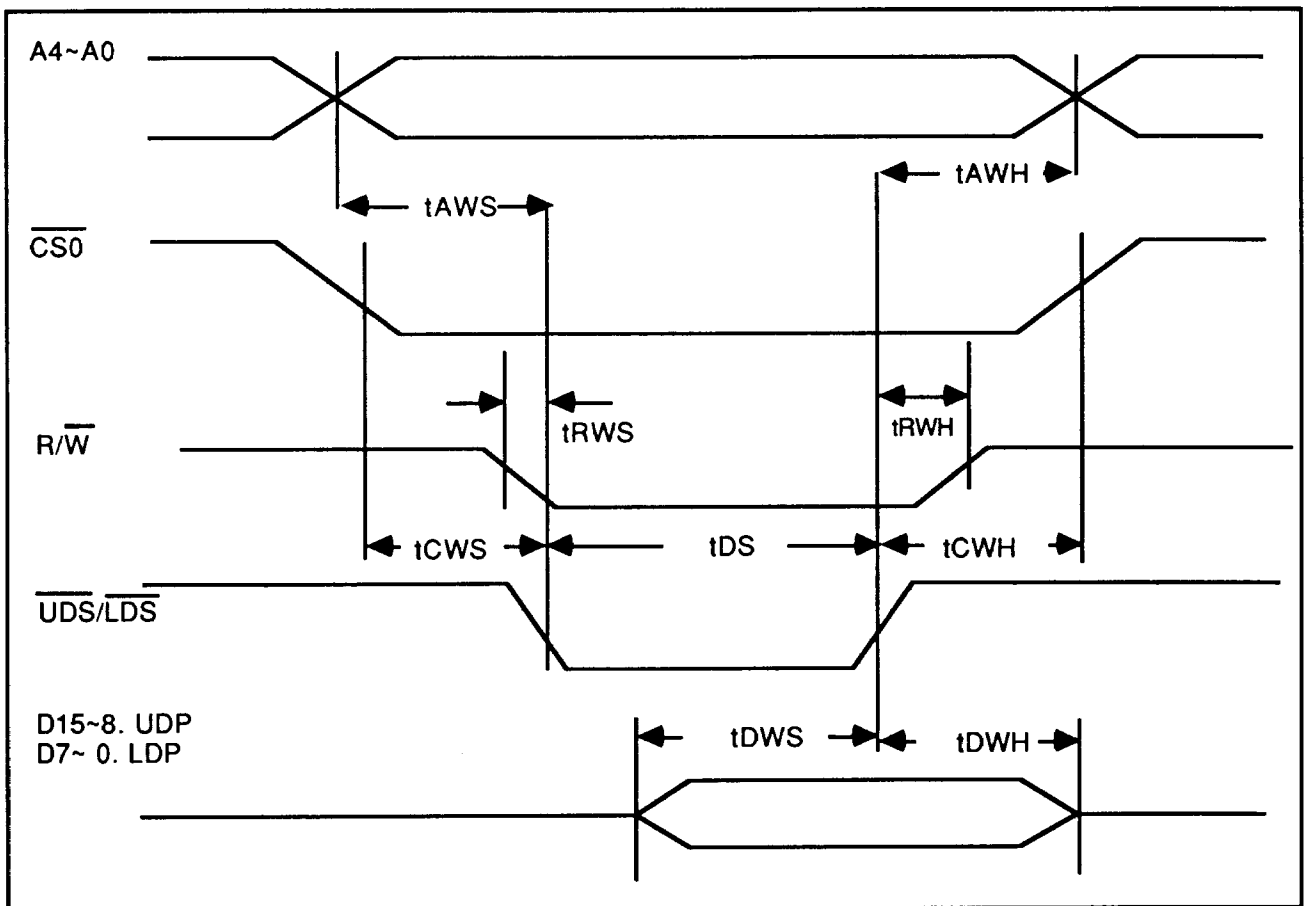 A4~A0
tAWH
tAWS
CS0
tRWS
tRWH
R/W
tCWS
tDS
tCWH
UDS/LDS
D15~8. UDP
D7~ 0. LDP
tDWS
tDWH